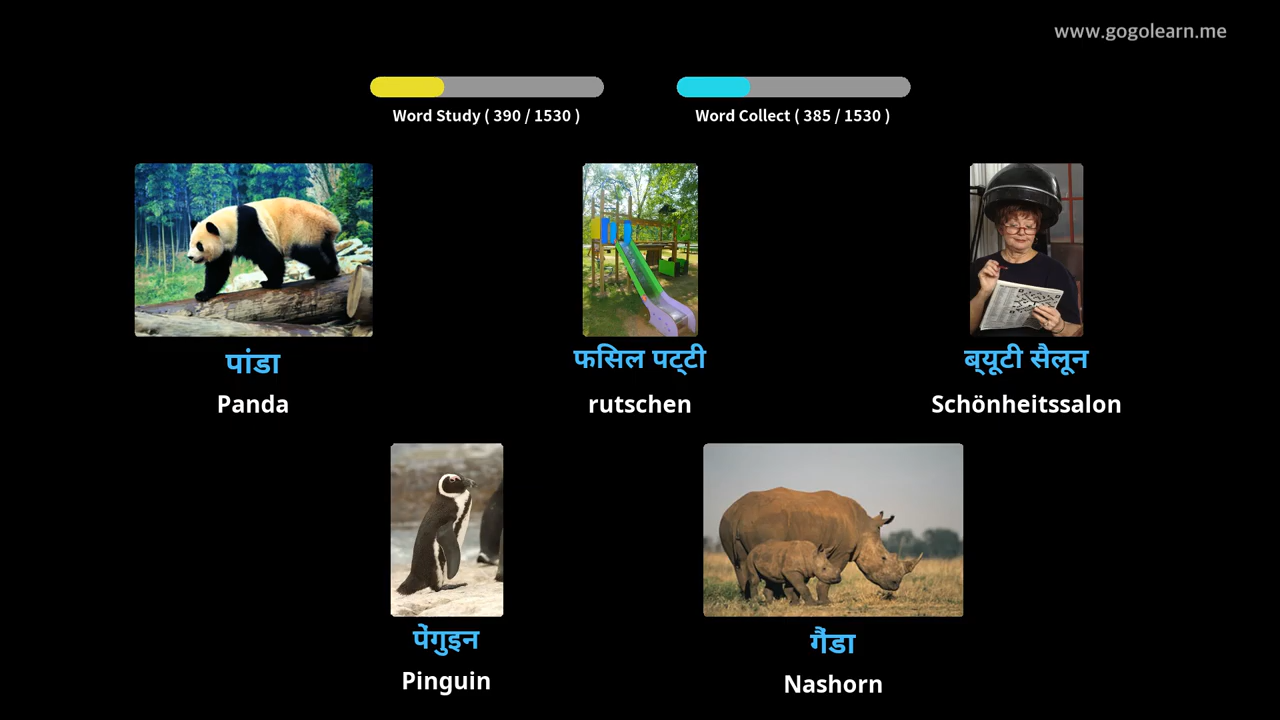 www.gogolearn.me
Word Study ( 390 / 1530 )
Word Collect ( 385 / 1530 )
पांडा
फसिल पट्टी
ब्यूटी सैलून
Panda
rutschen
Schönheitssalon
पेंगुइन
गैंडा
Pinguin
Nashorn